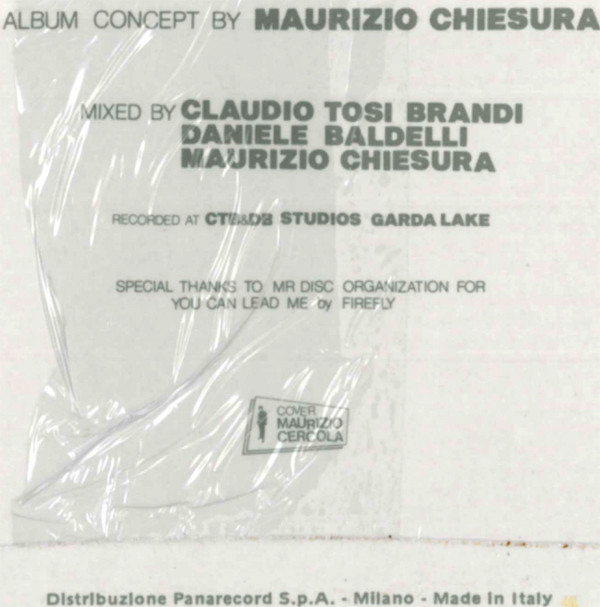 ALBUM CONCEPT BY MAURIZIO CHIESURA
MIXED BY CLAUDIO TOSI BRANDI
DANIELE BALDELLI
MAURIZIO CHIESURA
RECORDED AT CTB&DB STUDIOS GARDA LAKE
SPECIAL THANKS TO MR DISC ORGANIZATION FOR
YOU CAN LEAD ME by FIREFLY
COVER
MAURIZIO
CERCOLA
Distribuzione Panarecord S.p.A. - Milano - Made in Italy